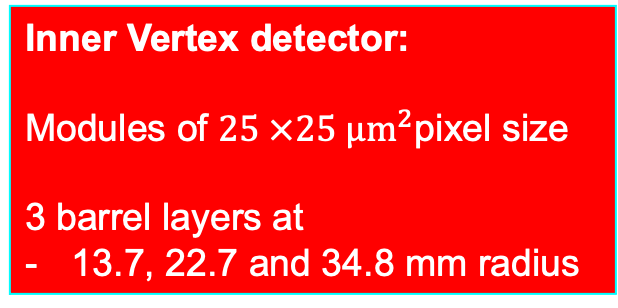 Inner Vertex detector:
Modules of 25 ×25 μm²pixel size
3 barrel layers at
- 13.7, 22.7 and 34.8 mm radius